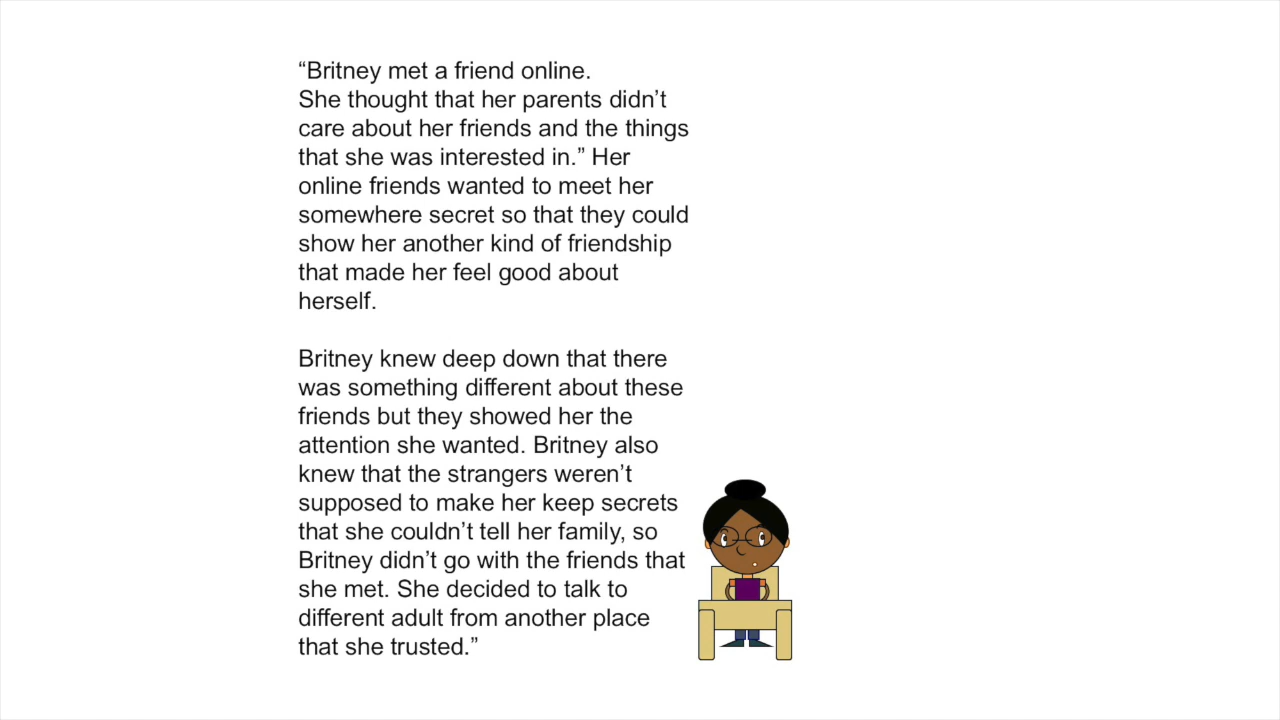 “Britney met a friend online.
She thought that her parents didn’t
care about her friends and the things
that she was interested in.” Her
online friends wanted to meet her
somewhere secret so that they could
show her another kind of friendship
that made her feel good about
herself.
Britney knew deep down that there
was something different about these
friends but they showed her the
attention she wanted. Britney also
knew that the strangers weren’t
supposed to make her keep secrets
that she couldn’t tell her family, so
Britney didn’t go with the friends that
she met. She decided to talk to
different adult from another place
that she trusted.”